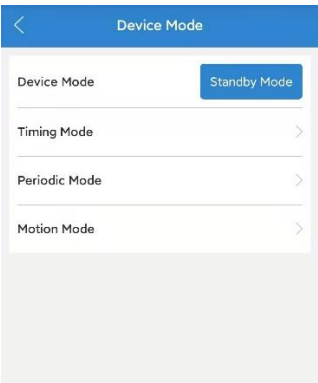 Device Mode
Device Mode Standby Mode
Timing Mode
Periodic Mode
Motion Mode